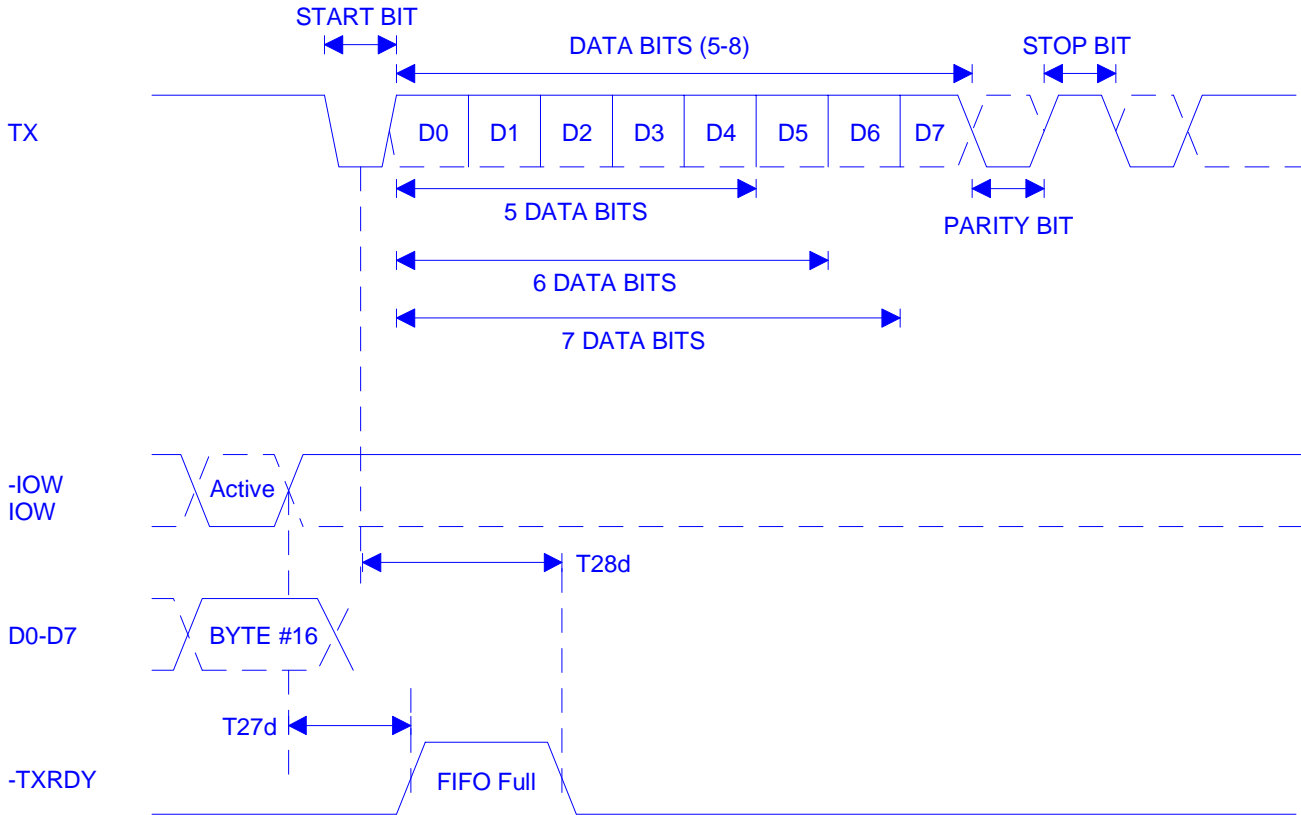 START BIT
DATA BITS (5-8)
STOP BIT
TX
D0
D1
D2
D3
D4
D5
D6
D7
5 DATA BITS
PARITY BIT
6 DATA BITS
7 DATA BITS
-IOW
IOW
Active
T28d
D0-D7
BYTE #16
T27d
-TXRDY
FIFO Full